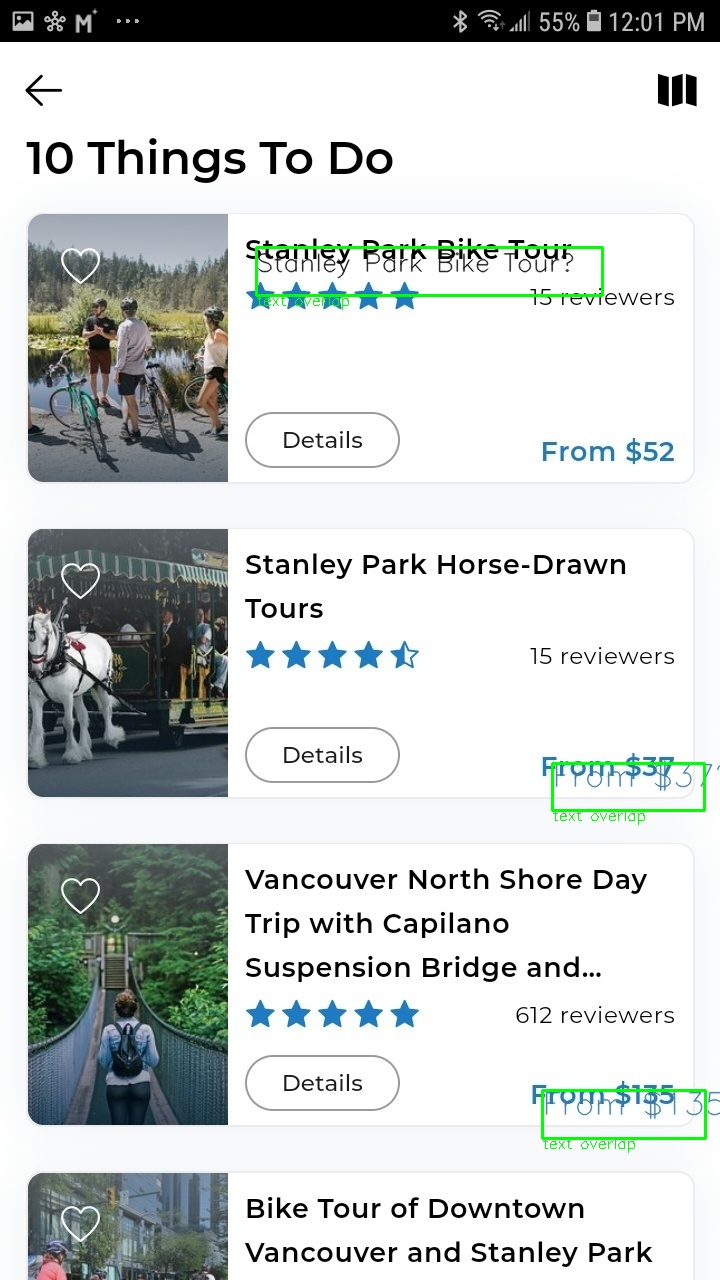 55% 12:01 PM
10 Things To Do
Stanley Park Bike Tour
Stanley Park Bike Tour?
text overlap
15 reviewers
Details
From $52
Stanley Park Horse-Drawn
Tours
15 reviewers
Details
From $37
From $37?
text overlap
Vancouver North Shore Day
Trip with Capilano
Suspension Bridge and...
612 reviewers
Details
From $135
From $135
text overlap
Bike Tour of Downtown
Vancouver and Stanley Park